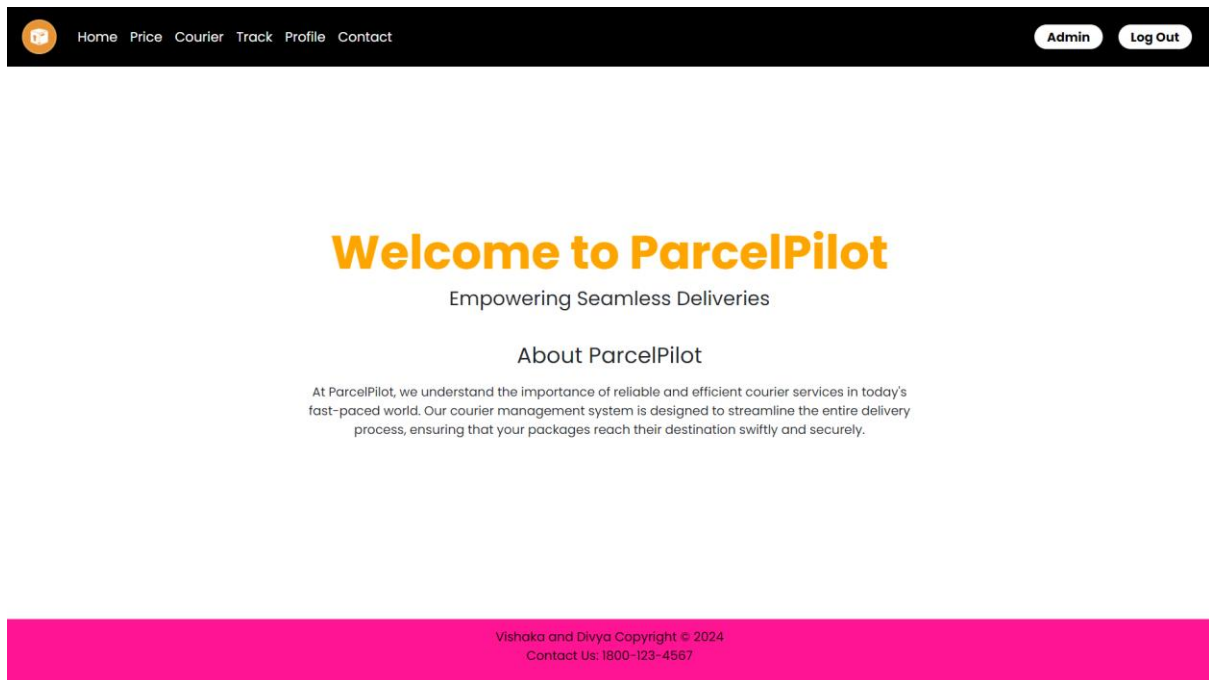 Home Price Courier Track Profile Contact Admin Log Out
Welcome to ParcelPilot
Empowering Seamless Deliveries
About ParcelPilot
At ParcelPilot, we understand the importance of reliable and efficient courier services in today's
fast-paced world. Our courier management system is designed to streamline the entire delivery
process, ensuring that your packages reach their destination swiftly and securely.
Vishaka and Divya Copyright © 2024
Contact Us: 1800-123-4567